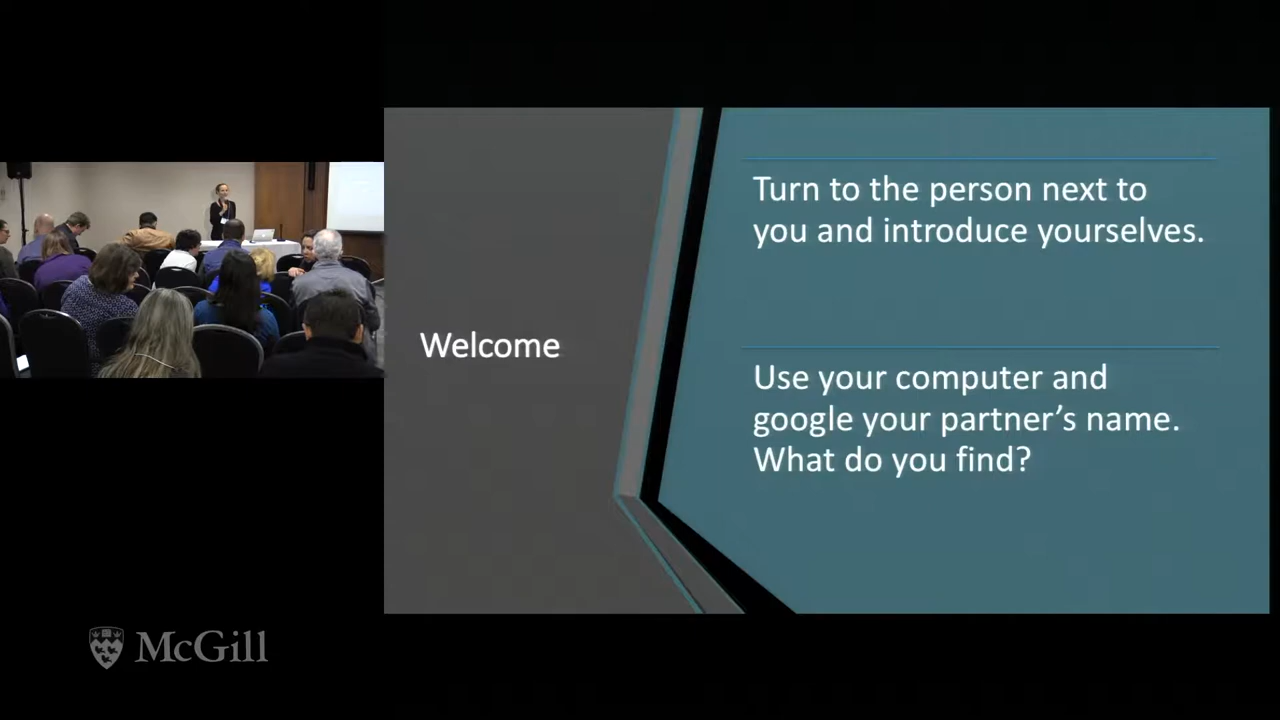 Welcome
Turn to the person next to
you and introduce yourselves.
Use your computer and
google your partner's name.
What do you find?
McGill